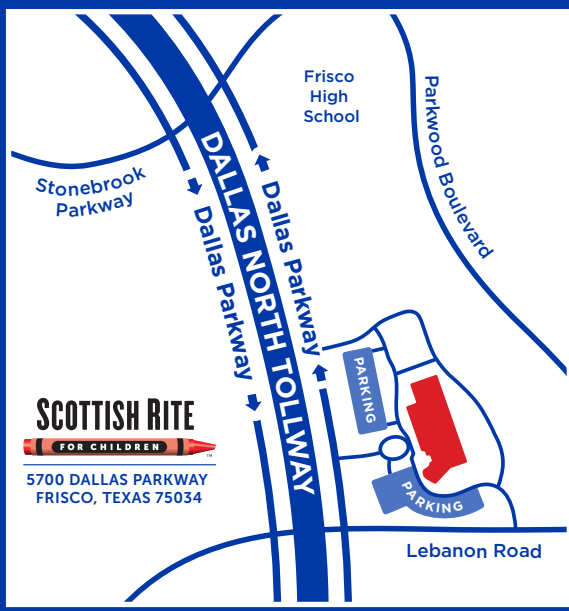 Frisco
High
School
Parkwood Boulevard
Stonebrook
Parkway
Dallas Parkway
DALLAS NORTH TOLLWAY
Dallas Parkway
PARKING
SCOTTISH RITE
FOR CHILDREN
™
5700 DALLAS PARKWAY
FRISCO, TEXAS 75034
PARKING
Lebanon Road